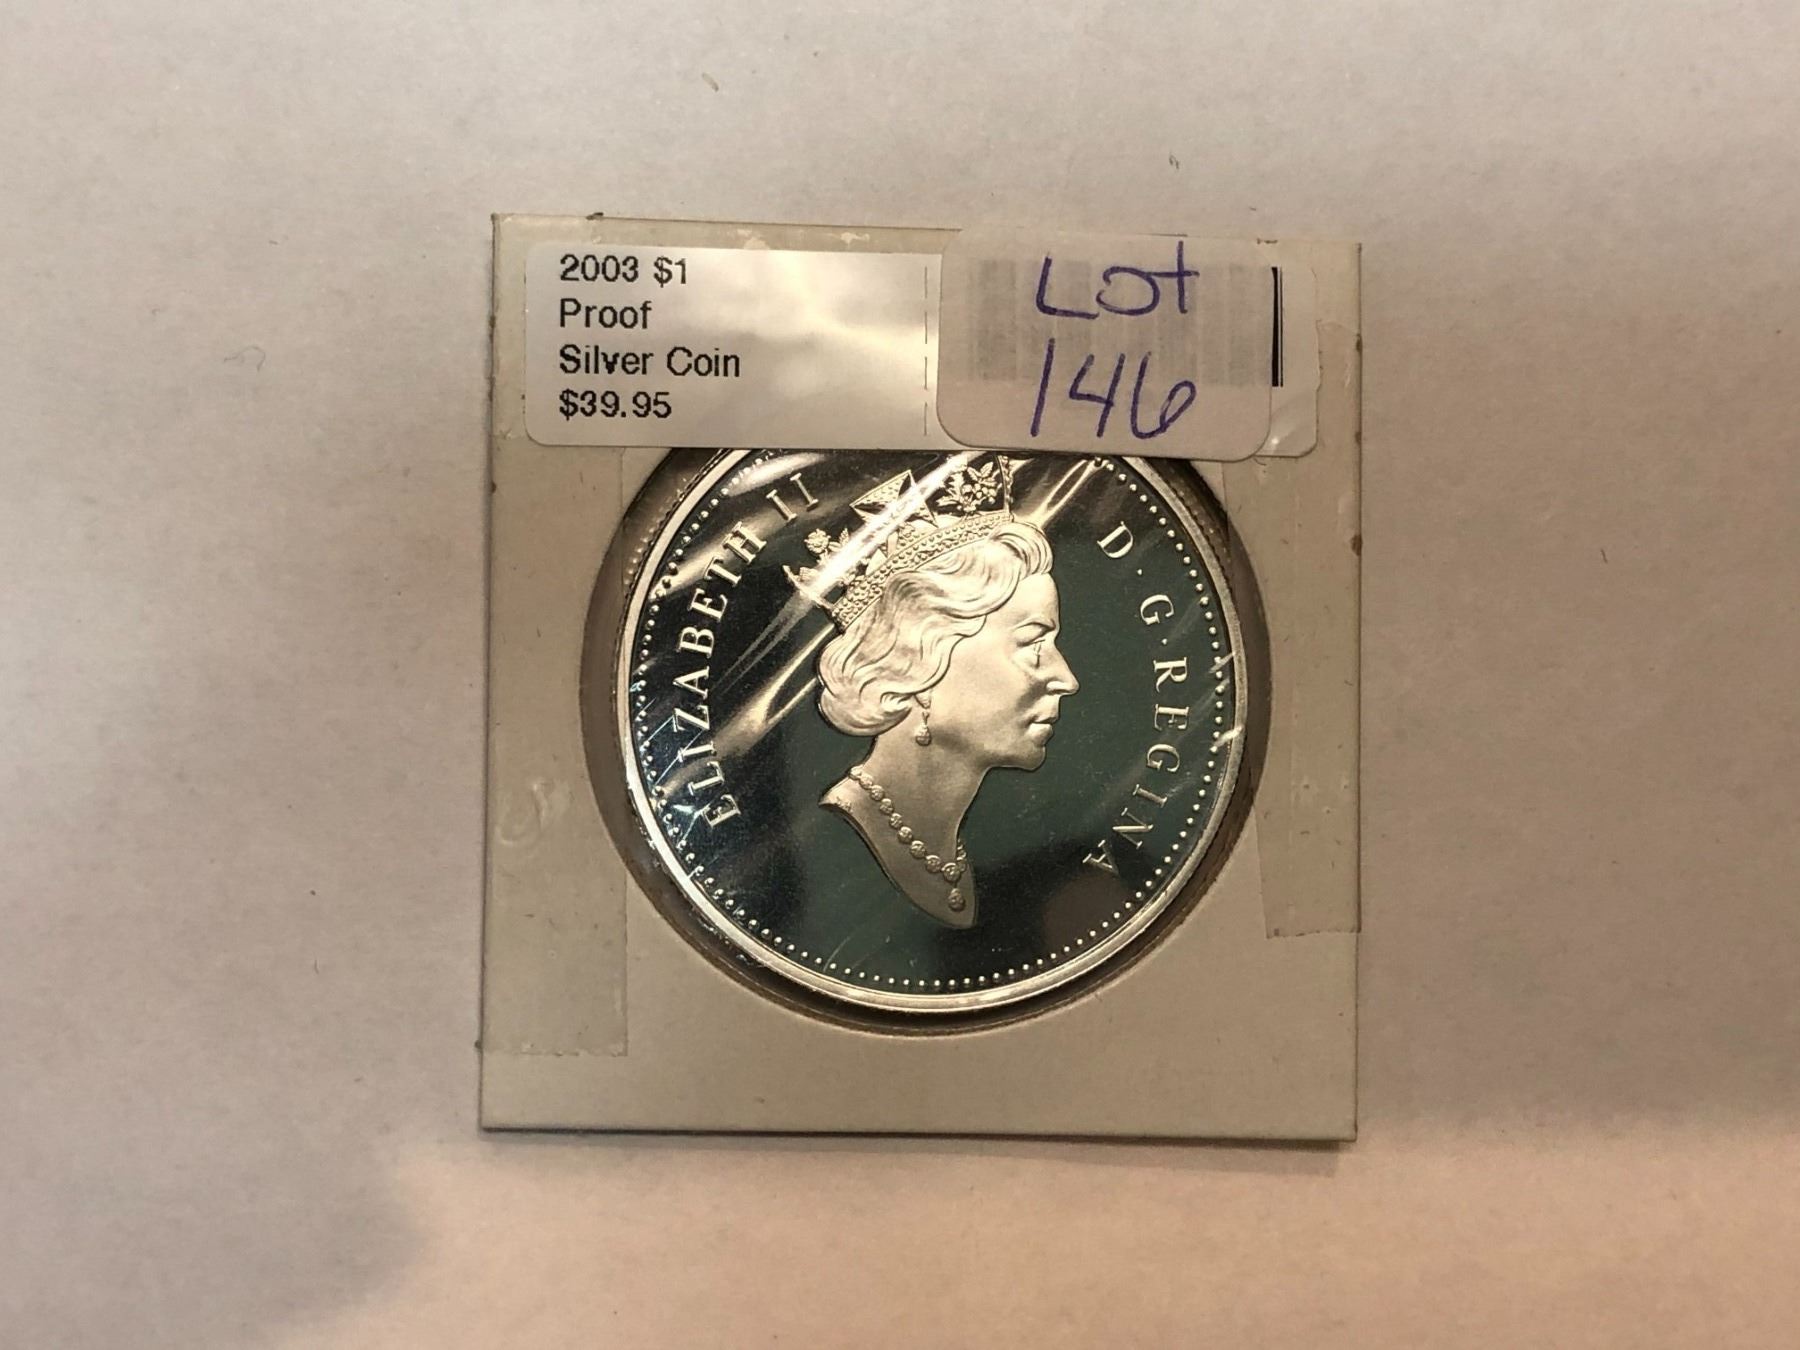 2003 $1
Proof
Silver Coin
$39.95
Lot
146
ELIZABETH II
D·G·REGINA